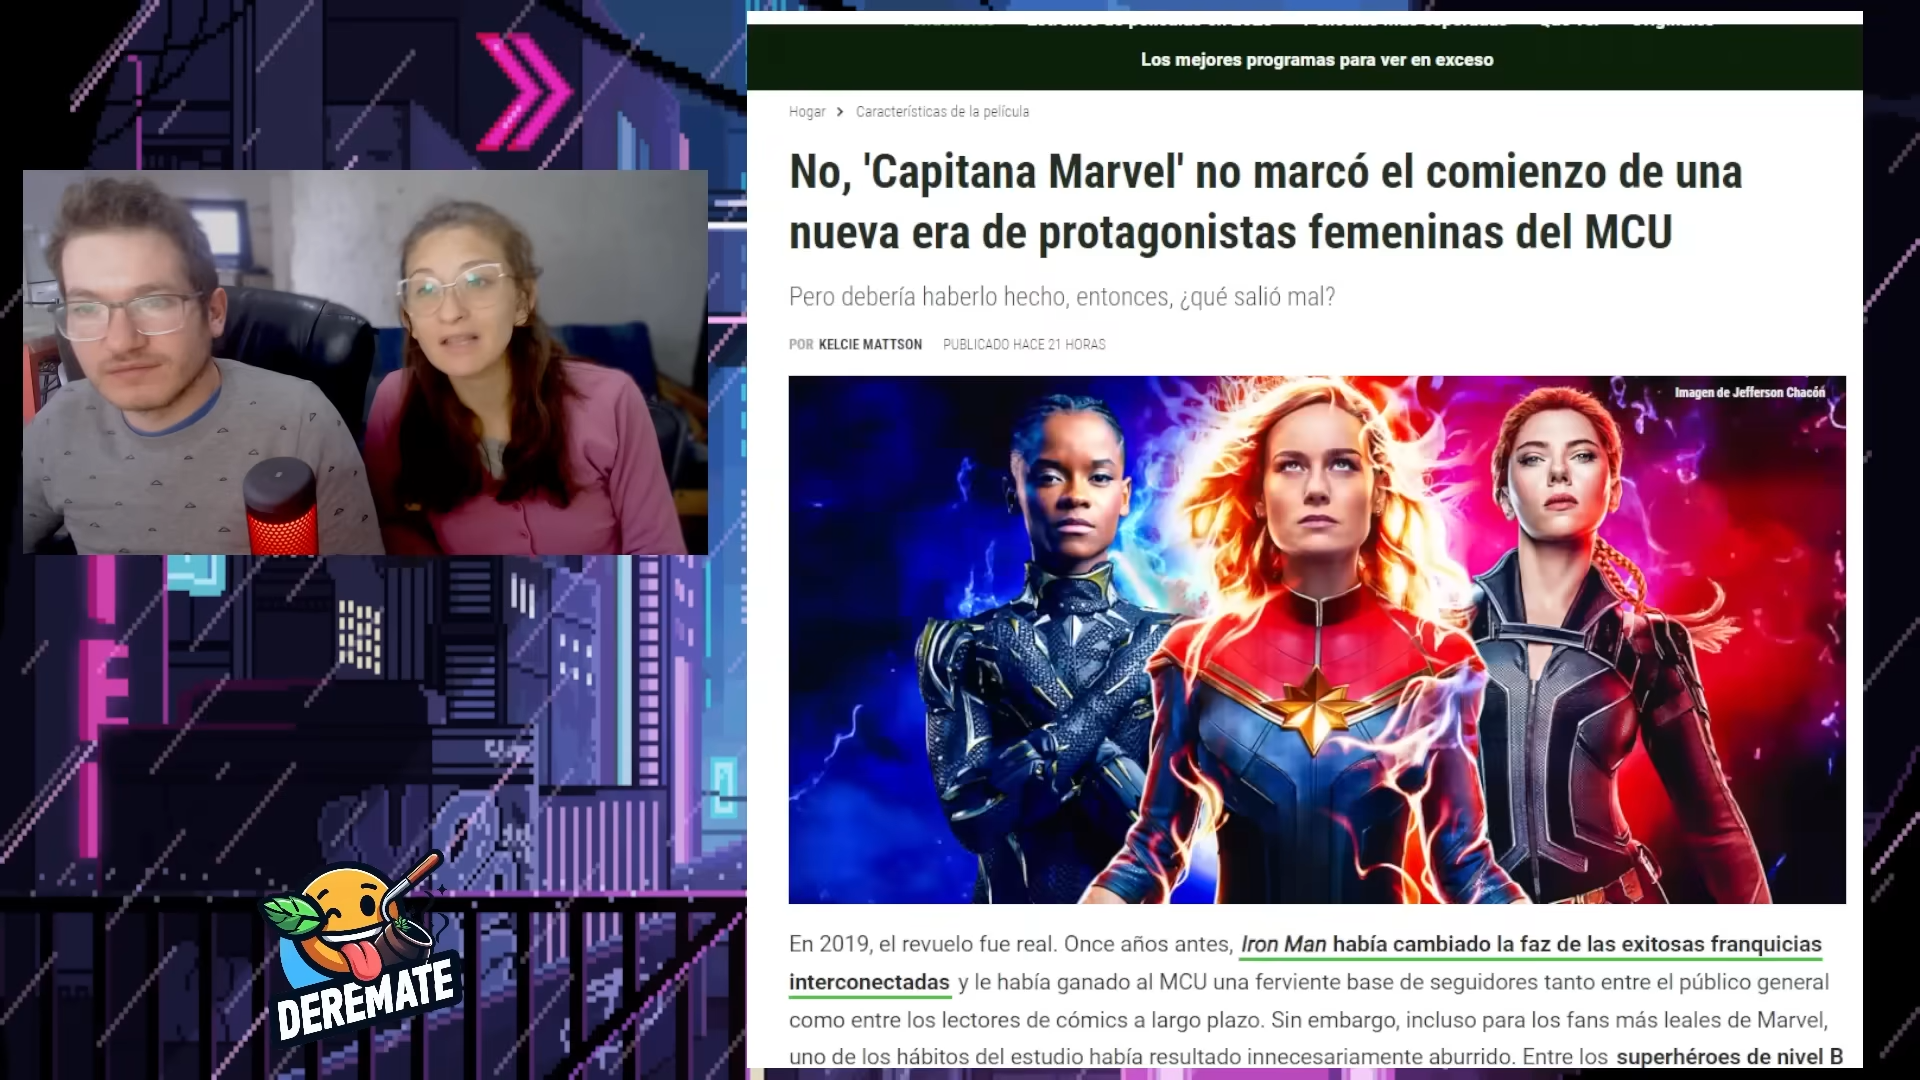 Los mejores programas para ver en exceso
Hogar > Características de la película
No, 'Capitana Marvel' no marcó el comienzo de una
nueva era de protagonistas femeninas del MCU
Pero debería haberlo hecho, entonces, ¿qué salió mal?
POR KELCIE MATTSON PUBLICADO HACE 21 HORAS
Imagen de Jefferson Chacón
En 2019, el revuelo fue real. Once años antes, Iron Man había cambiado la faz de las exitosas franquicias
interconectadas y le había ganado al MCU una ferviente base de seguidores tanto entre el público general
como entre los lectores de cómics a largo plazo. Sin embargo, incluso para los fans más leales de Marvel,
uno de los hábitos del estudio había resultado innecesariamente aburrido. Entre los superhéroes de nivel B
DEREMATE